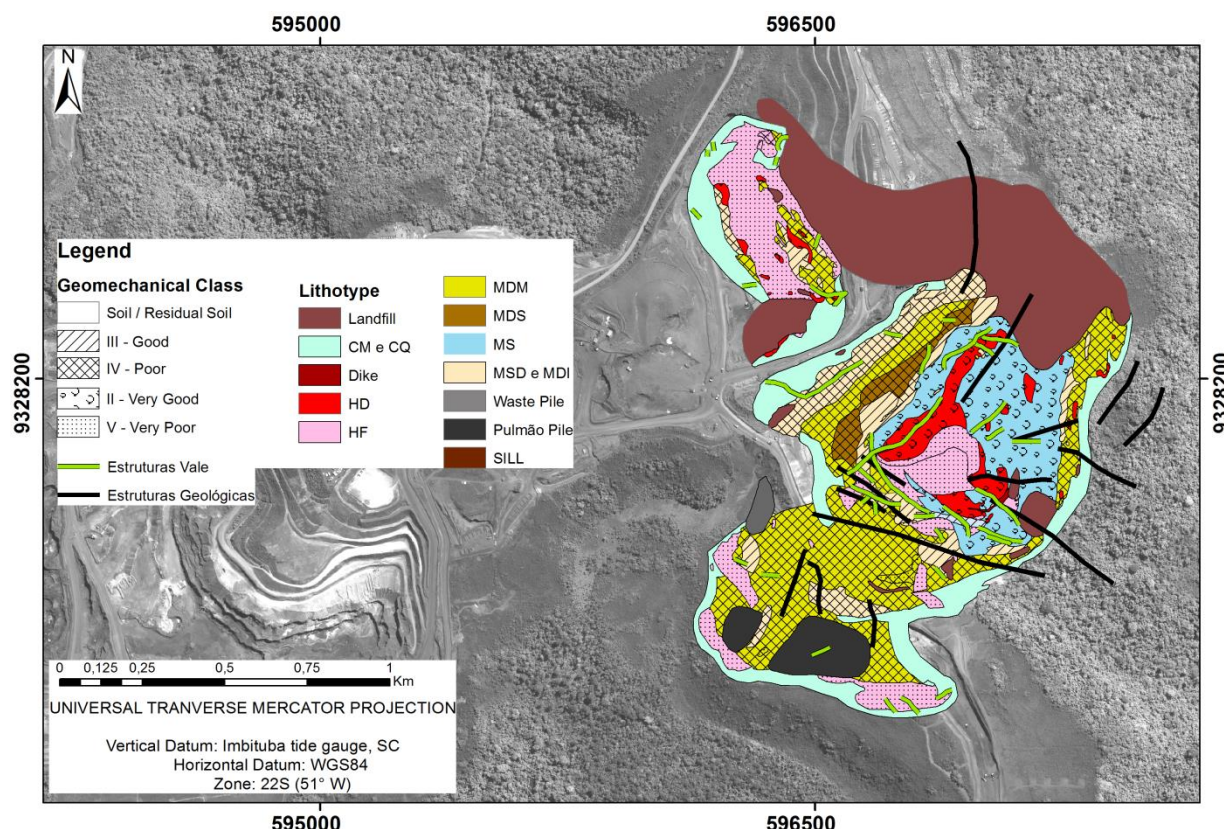 595000
596500
N
Legend
Geomechanical Class
Soil / Residual Soil
III - Good
IV - Poor
II - Very Good
V - Very Poor
Estruturas Vale
Estruturas Geológicas
Lithotype
Landfill
CM e CQ
Dike
HD
HF
MDM
MDS
MS
MSD e MDI
Waste Pile
Pulmão Pile
SILL
9328200
9328200
0 0,125 0,25 0,5 0,75 1
Km
UNIVERSAL TRANVERSE MERCATOR PROJECTION
Vertical Datum: Imbituba tide gauge, SC
Horizontal Datum: WGS84
Zone: 22S (51° W)
595000
596500